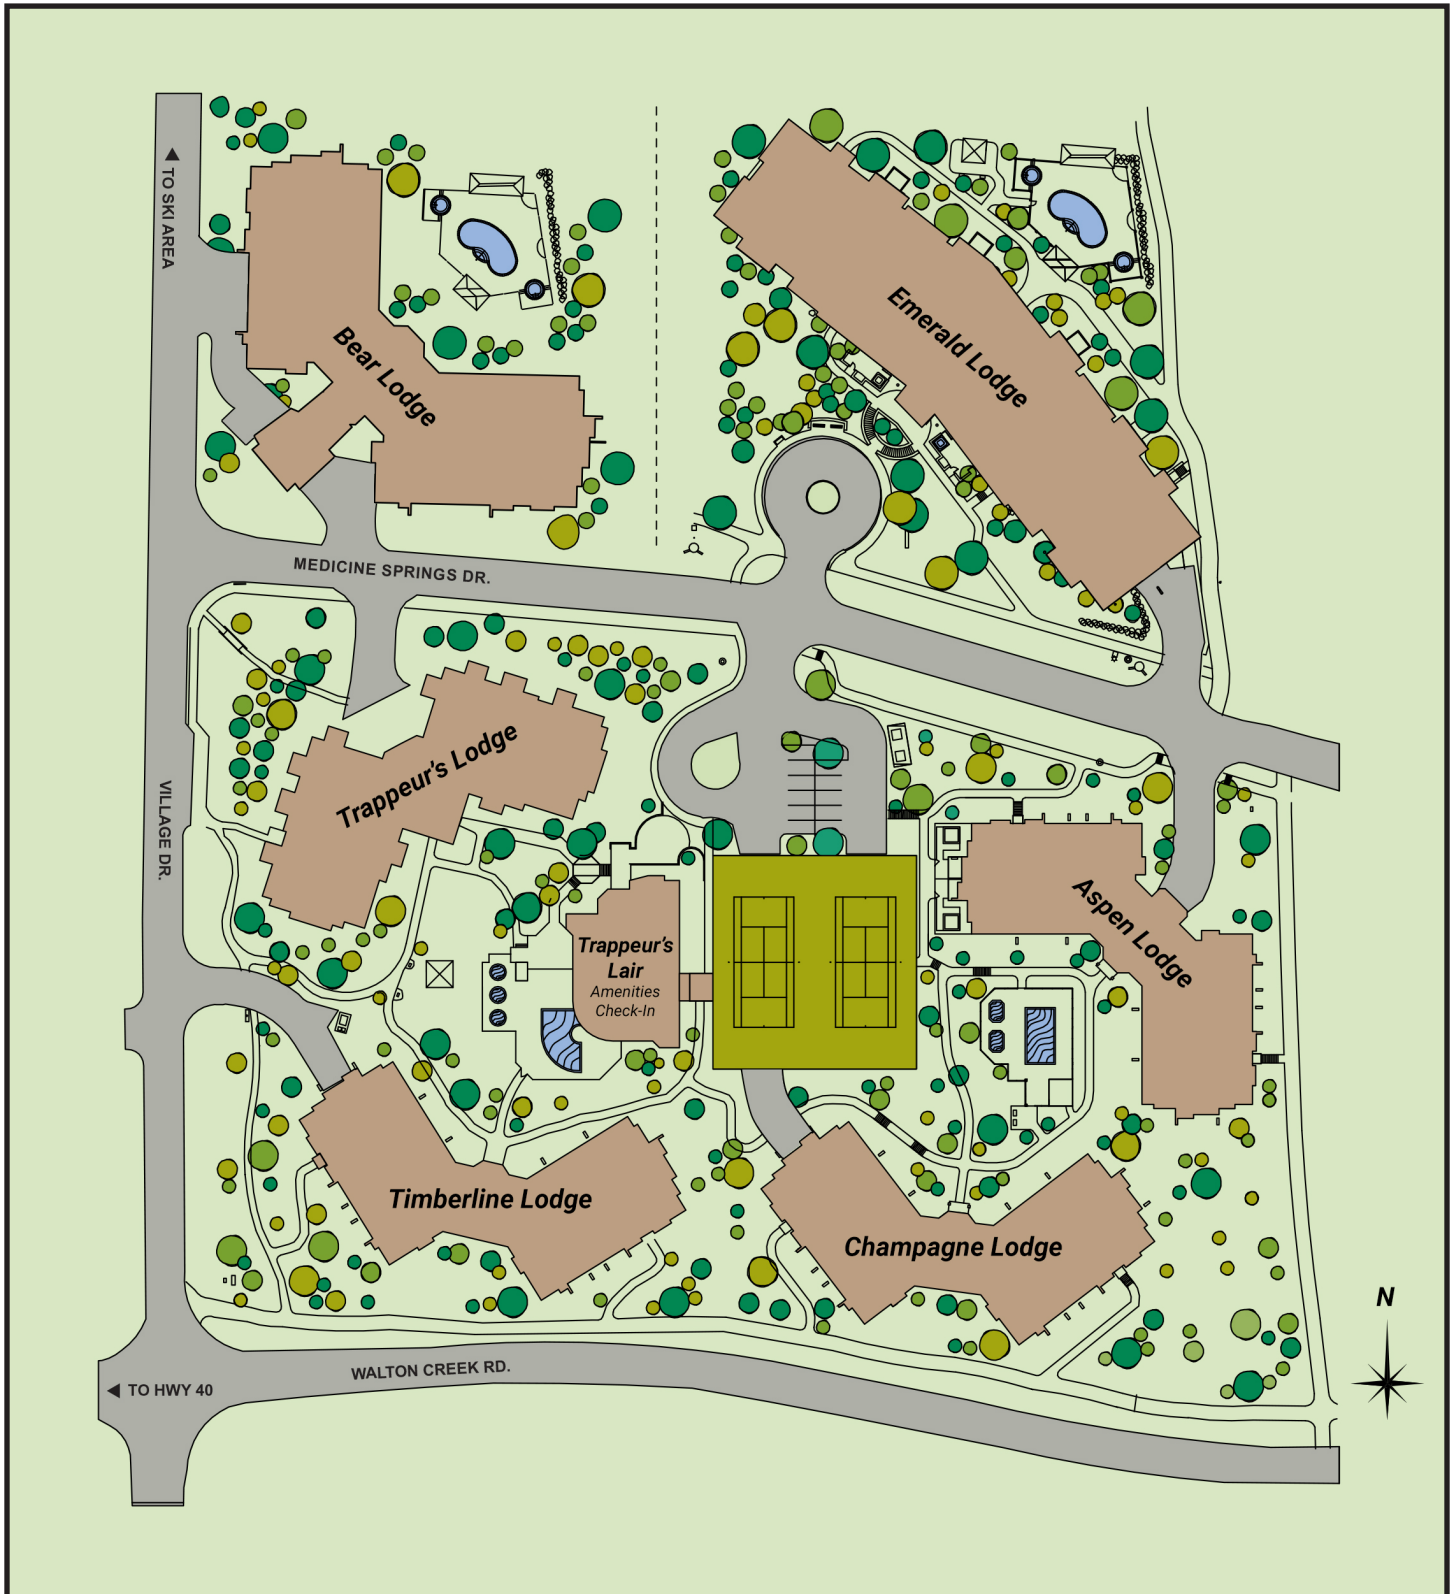 ◄ TO SKI AREA
Bear Lodge
Emerald Lodge
MEDICINE SPRINGS DR.
Trappeur's Lodge
VILLAGE DR.
Aspen Lodge
Trappeur's
Lair
Amenities
Check-In
Timberline Lodge
Champagne Lodge
N
WALTON CREEK RD.
◄ TO HWY 40